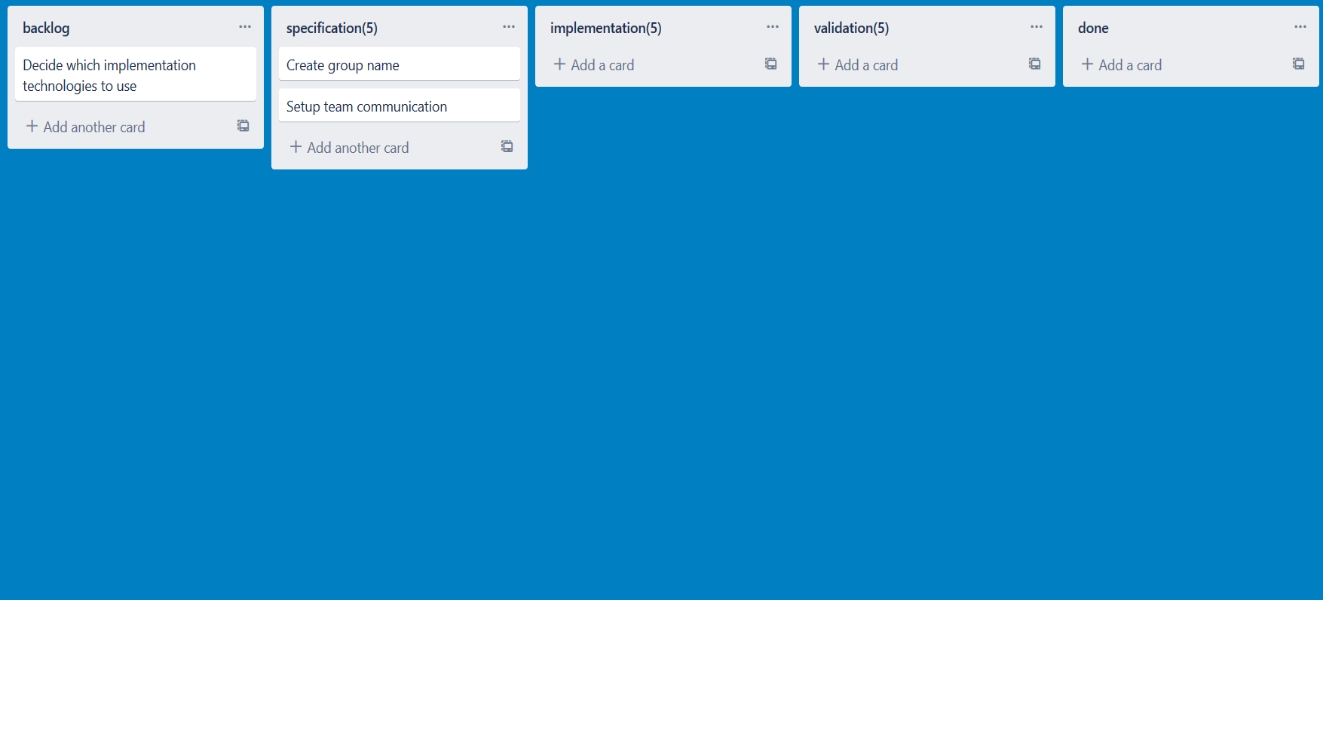 backlog
Decide which implementation
technologies to use
Add another card
specification(5)
Create group name
Setup team communication
Add another card
implementation(5)
Add a card
validation(5)
Add a card
done
Add a card